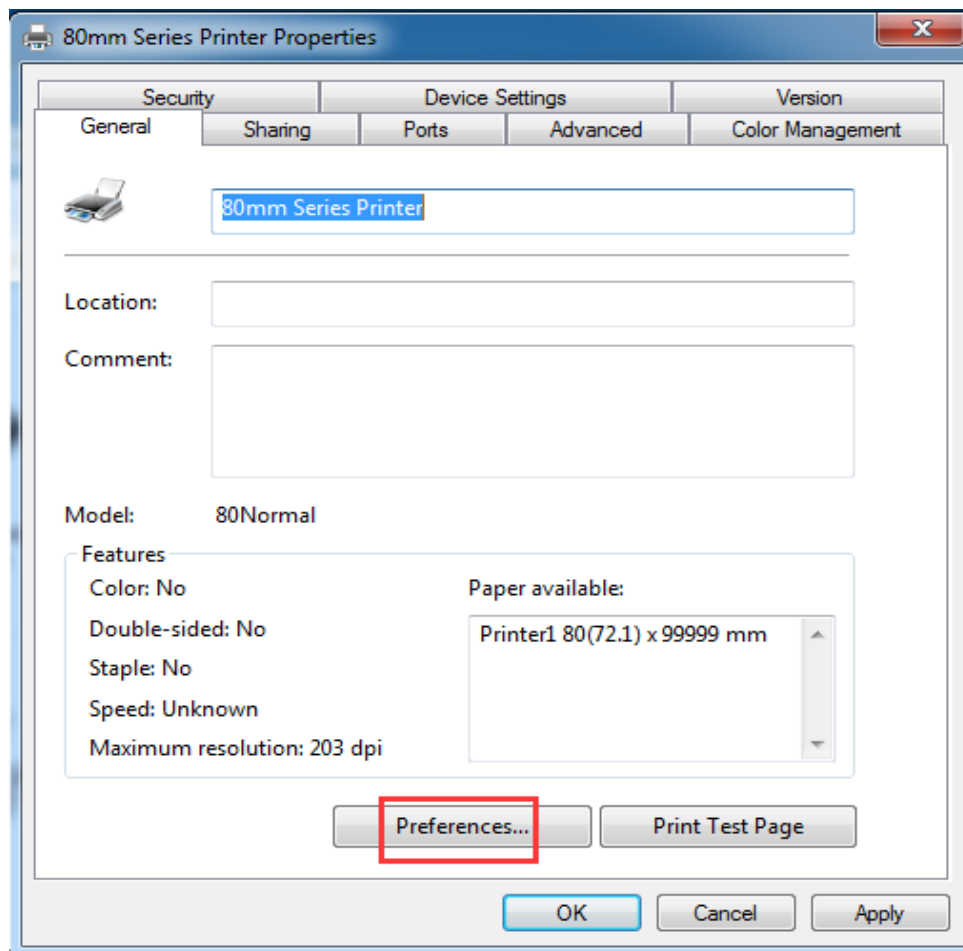 80mm Series Printer Properties
Security Device Settings Version
General Sharing Ports Advanced Color Management
80mm Series Printer
Location:
Comment:
Model: 80Normal
Features
Color: No Paper available:
Double-sided: No Printer1 80(72.1) x 99999 mm
Staple: No
Speed: Unknown
Maximum resolution: 203 dpi
Preferences... Print Test Page
OK Cancel Apply